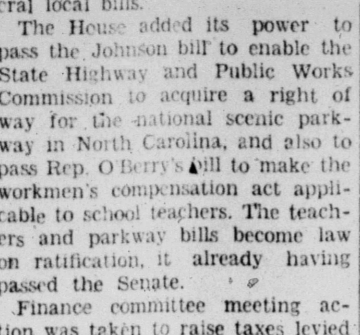 ral local bills.
The House added its power to
pass the Johnson bill to enable the
State Highway and Public Works
Commission to acquire a right of
way for the national scenic park-
way in North Carolina, and also to
pass Rep. O'Berry's bill to make the
workmen's compensation act appli-
cable to school teachers. The teach-
ers and parkway bills become law
on ratification, it already having
passed the Senate.
Finance committee meeting ac-
tion was taken to raise taxes levied